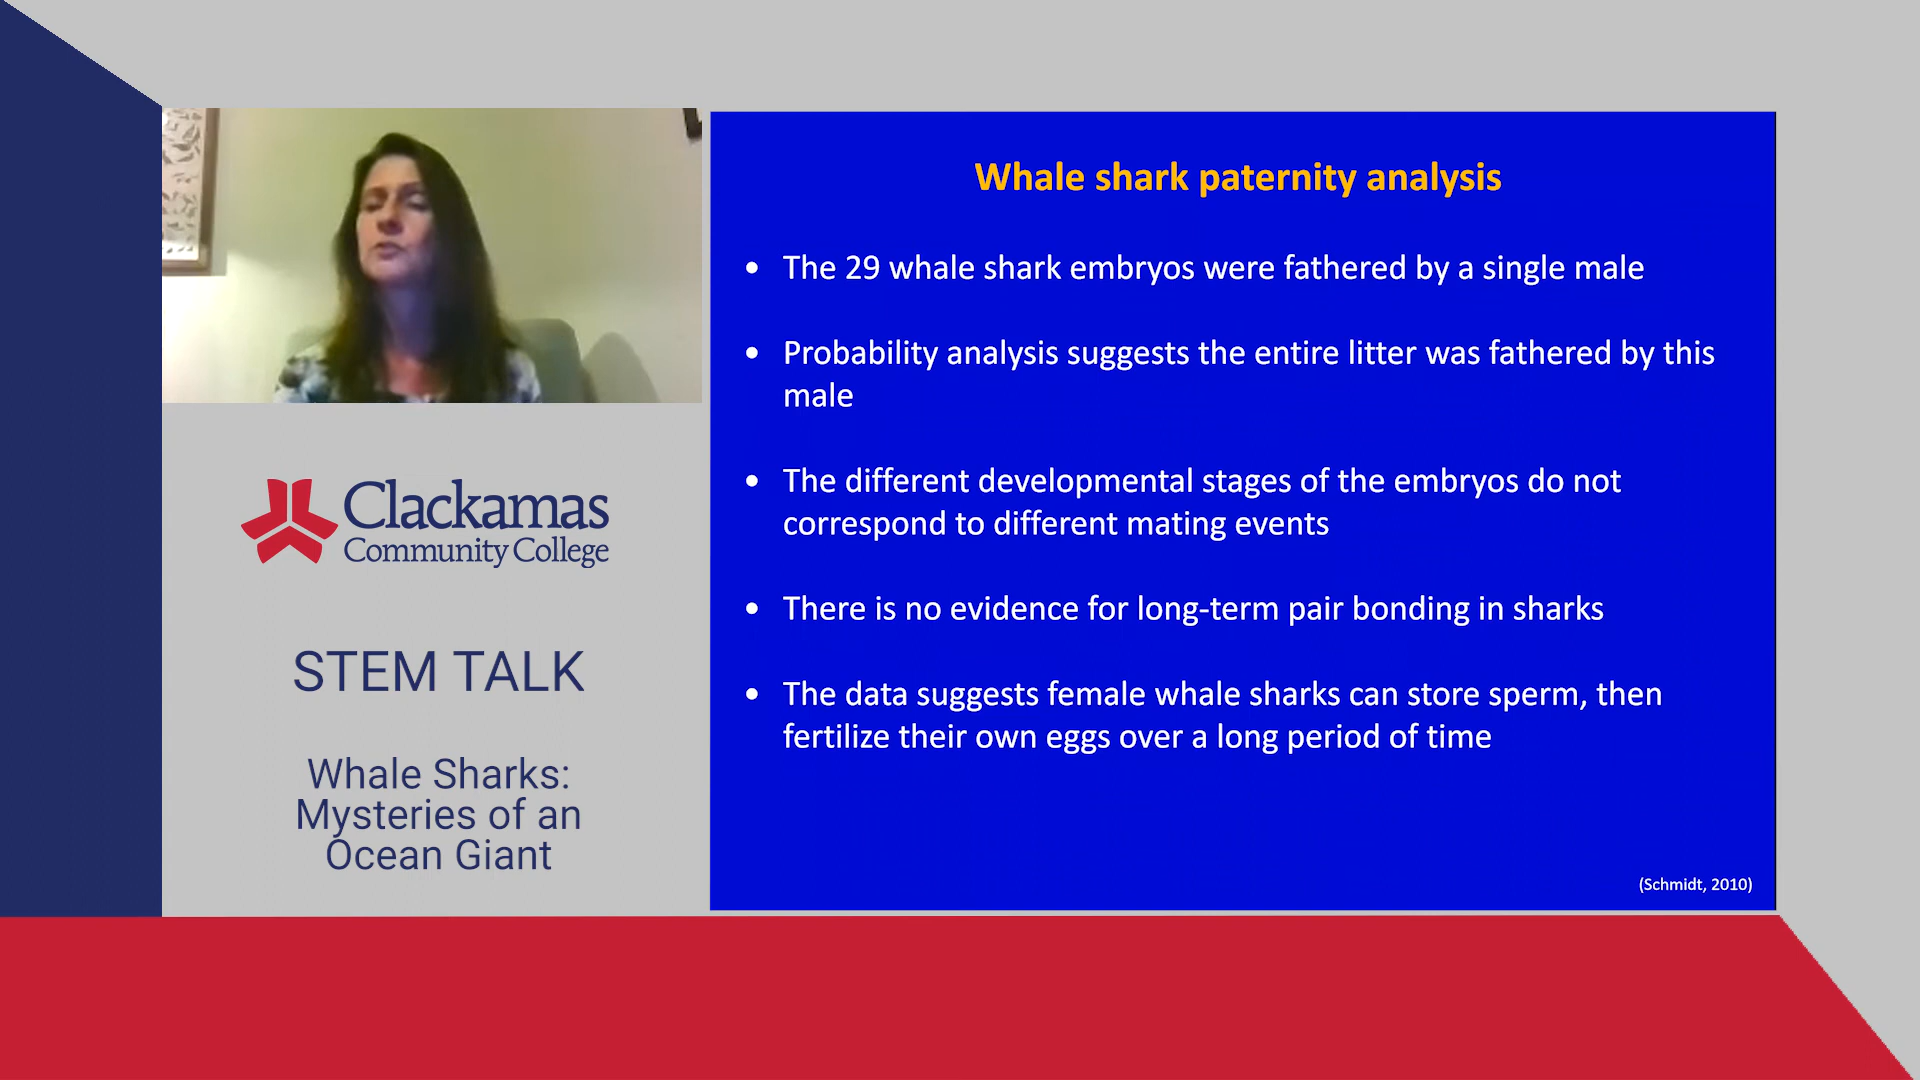 Clackamas
Community College
STEM TALK
Whale Sharks:
Mysteries of an
Ocean Giant
Whale shark paternity analysis
• The 29 whale shark embryos were fathered by a single male
• Probability analysis suggests the entire litter was fathered by this
male
• The different developmental stages of the embryos do not
correspond to different mating events
• There is no evidence for long-term pair bonding in sharks
• The data suggests female whale sharks can store sperm, then
fertilize their own eggs over a long period of time
(Schmidt, 2010)